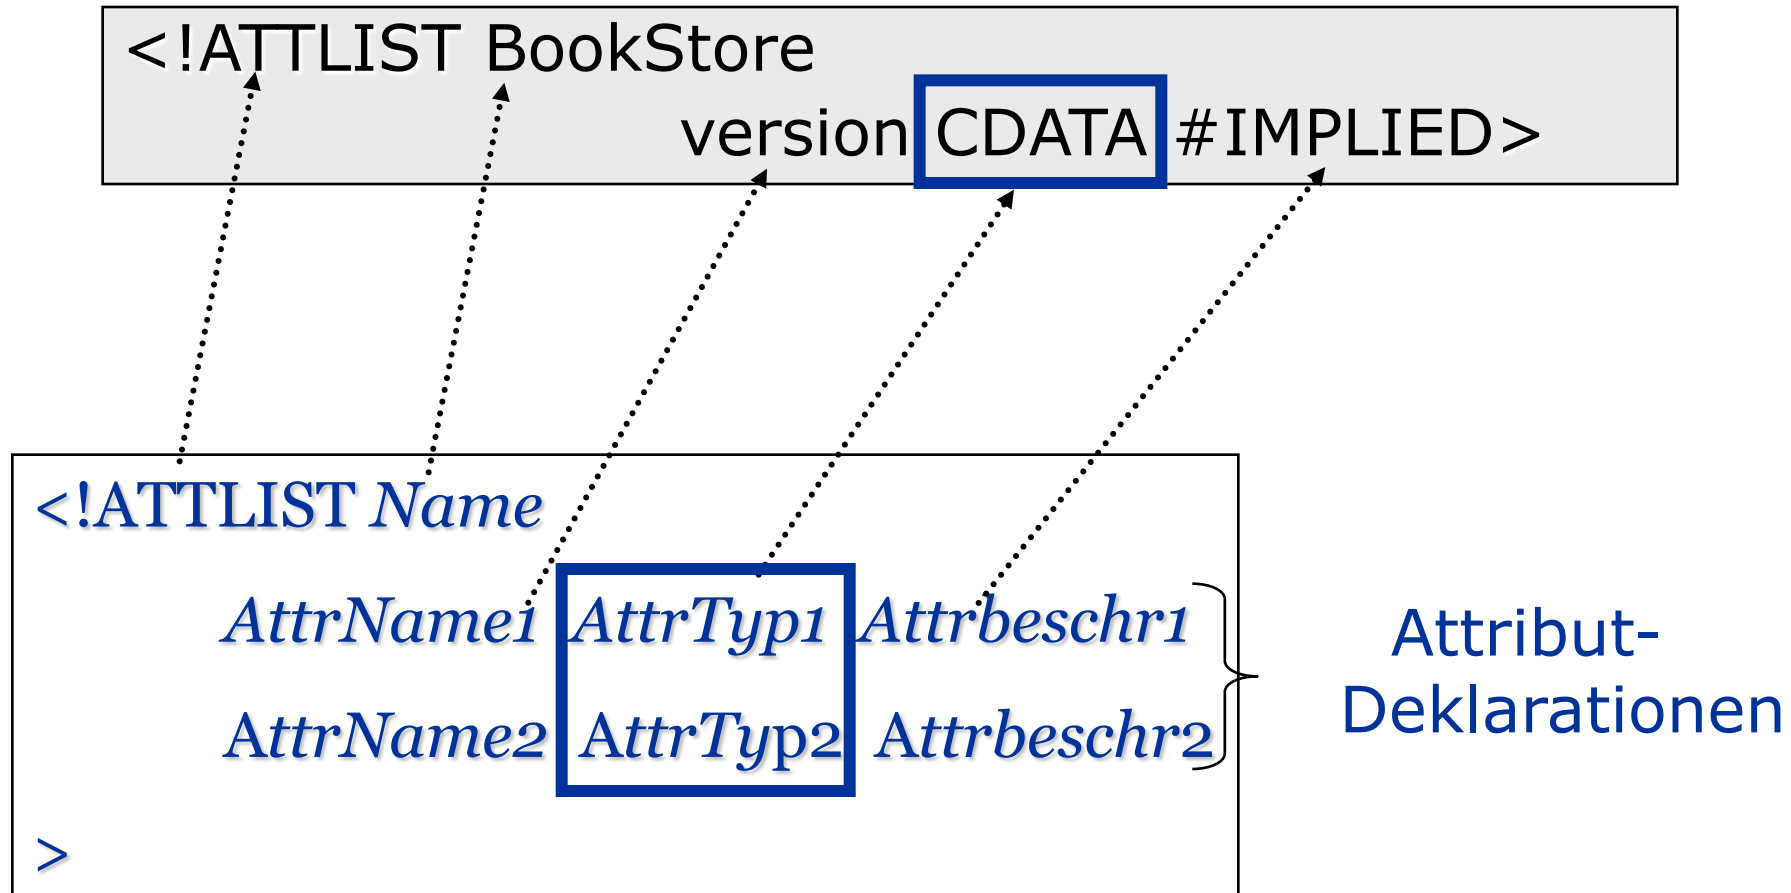 <!ATTLIST BookStore
version CDATA #IMPLIED>
<!ATTLIST Name
AttrName1 AttrTyp1 Attrbeschr1
AttrName2 AttrTyp2 Attrbeschr2
>
Attribut-
Deklarationen